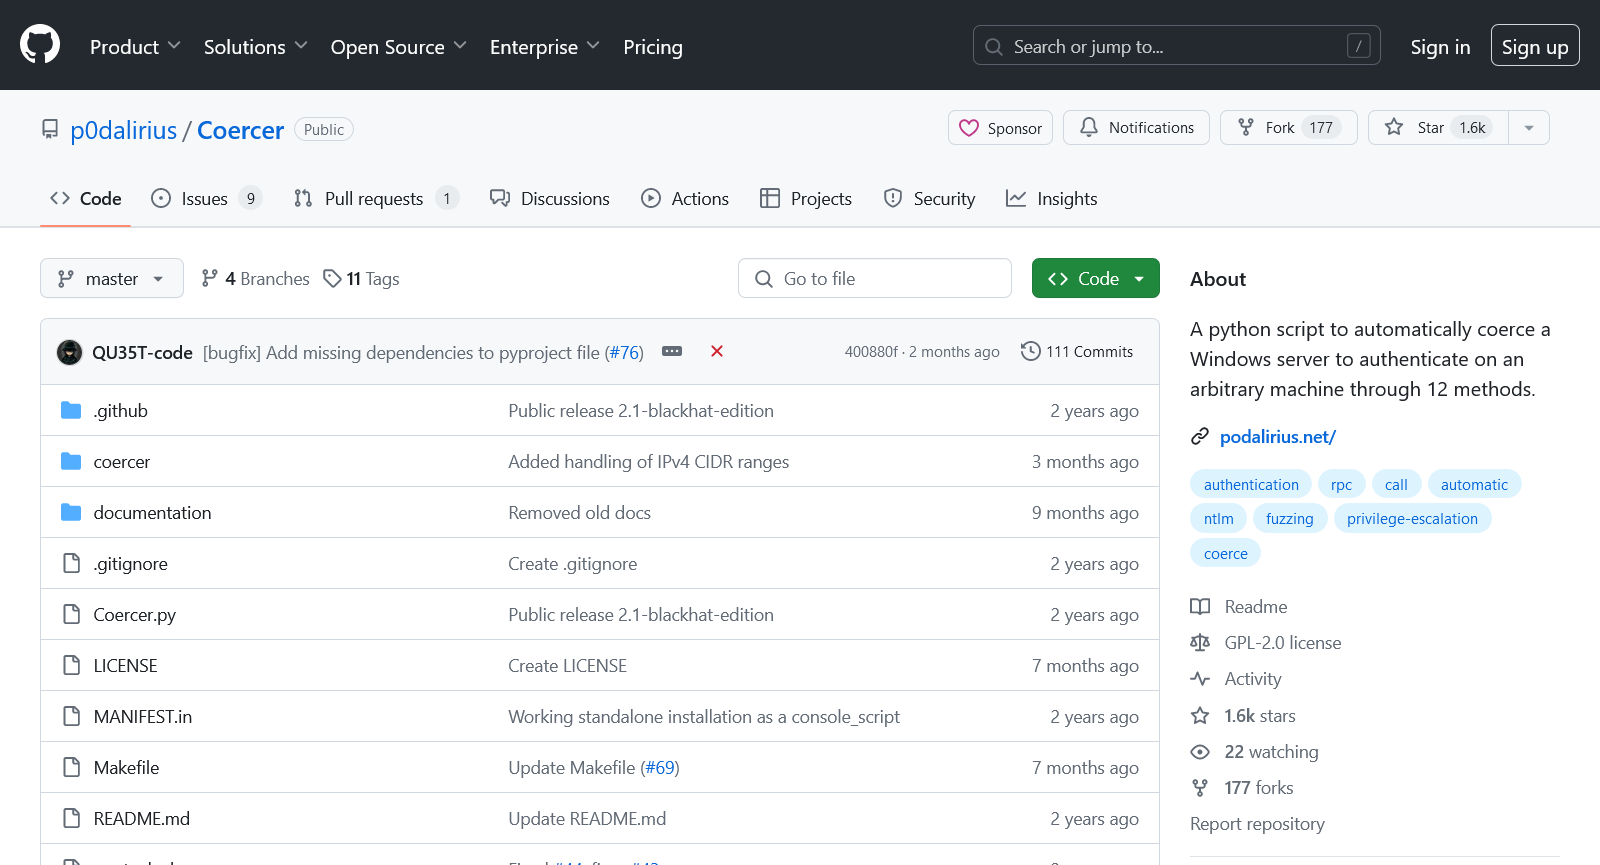 Product Solutions Open Source Enterprise Pricing Search or jump to... / Sign in Sign up
p0dalirius / Coercer Public Sponsor Notifications Fork 177 Star 1.6k
Code Issues 9 Pull requests 1 Discussions Actions Projects Security Insights
master 4 Branches 11 Tags Go to file Code
QU35T-code [bugfix] Add missing dependencies to pyproject file (#76) 400880f · 2 months ago 111 Commits
.github Public release 2.1-blackhat-edition 2 years ago
coercer Added handling of IPv4 CIDR ranges 3 months ago
documentation Removed old docs 9 months ago
.gitignore Create .gitignore 2 years ago
Coercer.py Public release 2.1-blackhat-edition 2 years ago
LICENSE Create LICENSE 7 months ago
MANIFEST.in Working standalone installation as a console_script 2 years ago
Makefile Update Makefile (#69) 7 months ago
README.md Update README.md 2 years ago
About
A python script to automatically coerce a
Windows server to authenticate on an
arbitrary machine through 12 methods.
podalirius.net/
authentication rpc call automatic
ntlm fuzzing privilege-escalation
coerce
Readme
GPL-2.0 license
Activity
1.6k stars
22 watching
177 forks
Report repository